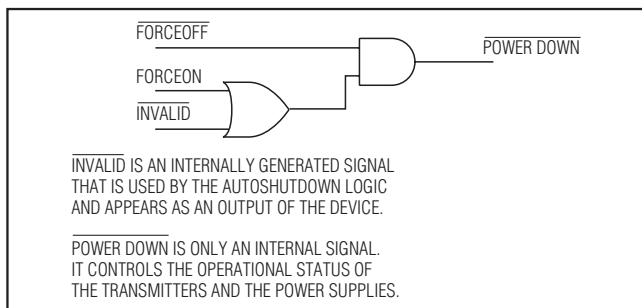 FORCEOFF
POWER DOWN
FORCEON
INVALID
INVALID IS AN INTERNALLY GENERATED SIGNAL
THAT IS USED BY THE AUTOSHUTDOWN LOGIC
AND APPEARS AS AN OUTPUT OF THE DEVICE.
POWER DOWN IS ONLY AN INTERNAL SIGNAL.
IT CONTROLS THE OPERATIONAL STATUS OF
THE TRANSMITTERS AND THE POWER SUPPLIES.